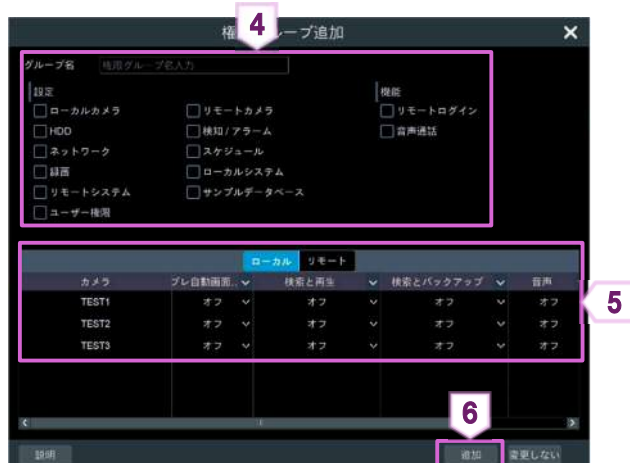 4
権 ループ追加
グループ名 権限グループ名入力
設定 機能
ローカルカメラ リモートカメラ リモートログイン
HDD 検知/アラーム 音声通話
ネットワーク スケジュール
録画 ローカルシステム
リモートシステム サンプルデータベース
ユーザー権限
ローカル リモート
カメラ プレ自動画面.. 検索と再生 検索とバックアップ 音声
TEST1 オフ オフ オフ オフ
TEST2 オフ オフ オフ オフ
TEST3 オフ オフ オフ オフ
5
6
説明 追加 変更しない